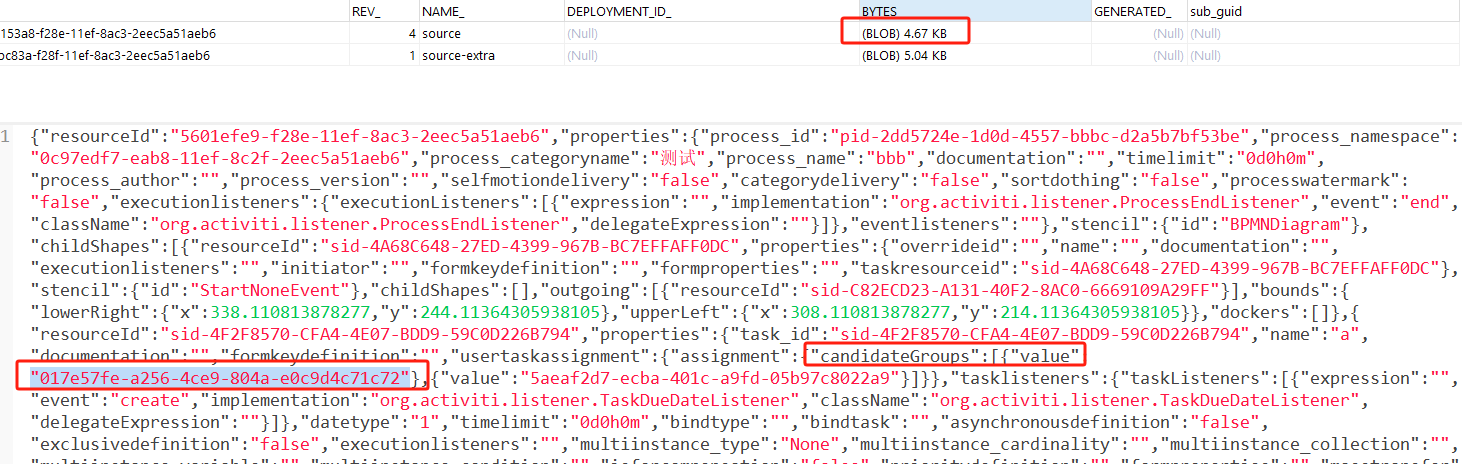 REV_ NAME_ DEPLOYMENT_ID_ BYTES GENERATED_ sub_guid
153a8-f28e-11ef-8ac3-2eec5a51aeb6 4 source (Null) (BLOB) 4.67 KB (Null) (Null)
c83a-f28f-11ef-8ac3-2eec5a51aeb6 1 source-extra (Null) (BLOB) 5.04 KB (Null) (Null)
1 {"resourceId":"5601efe9-f28e-11ef-8ac3-2eec5a51aeb6","properties":{"process_id":"pid-2dd5724e-1d0d-4557-bbbc-d2a5b7bf53be","process_namespace":
"0c97edf7-eab8-11ef-8c2f-2eec5a51aeb6","process_categoryname":"测试","process_name":"bbb","documentation":"","timelimit":"0d0h0m",
"process_author":"","process_version":"","selfmotiondelivery":"false","categorydelivery":"false","sortdothing":"false","processwatermark":
"false","executionlisteners":{"executionListeners":[{"expression":"","implementation":"org.activiti.listener.ProcessEndListener","event":"end",
"className":"org.activiti.listener.ProcessEndListener","delegateExpression":""}]},"eventlisteners":""},"stencil":{"id":"BPMNDiagram"},
"childShapes":[{"resourceId":"sid-4A68C648-27ED-4399-967B-BC7EFFAFF0DC","properties":{"overrideid":"","name":"","documentation":"",
"executionlisteners":"","initiator":"","formkeydefinition":"","formproperties":"","taskresourceid":"sid-4A68C648-27ED-4399-967B-BC7EFFAFF0DC"},
"stencil":{"id":"StartNoneEvent"},"childShapes":[],"outgoing":[{"resourceId":"sid-C82ECD23-A131-40F2-8AC0-6669109A29FF"}],"bounds":{
"lowerRight":{"x":338.110813878277,"y":244.11364305938105},"upperLeft":{"x":308.110813878277,"y":214.11364305938105}},"dockers":[]},{
"resourceId":"sid-4F2F8570-CFA4-4E07-BDD9-59C0D226B794","properties":{"task_id":"sid-4F2F8570-CFA4-4E07-BDD9-59C0D226B794","name":"a",
"documentation":"","formkeydefinition":"","usertaskassignment":{"assignment":{"candidateGroups":[{"value":
"017e57fe-a256-4ce9-804a-e0c9d4c71c72"},{"value":"5aeaf2d7-ecba-401c-a9fd-05b97c8022a9"}]}},"tasklisteners":{"taskListeners":[{"expression":"",
"event":"create","implementation":"org.activiti.listener.TaskDueDateListener","className":"org.activiti.listener.TaskDueDateListener",
"delegateExpression":""}]},"datetype":"1","timelimit":"0d0h0m","bindtype":"","bindtask":"","asynchronousdefinition":"false",
"exclusivedefinition":"false","executionlisteners":"","multiinstance_type":"None","multiinstance_cardinality":"","multiinstance_collection":"",